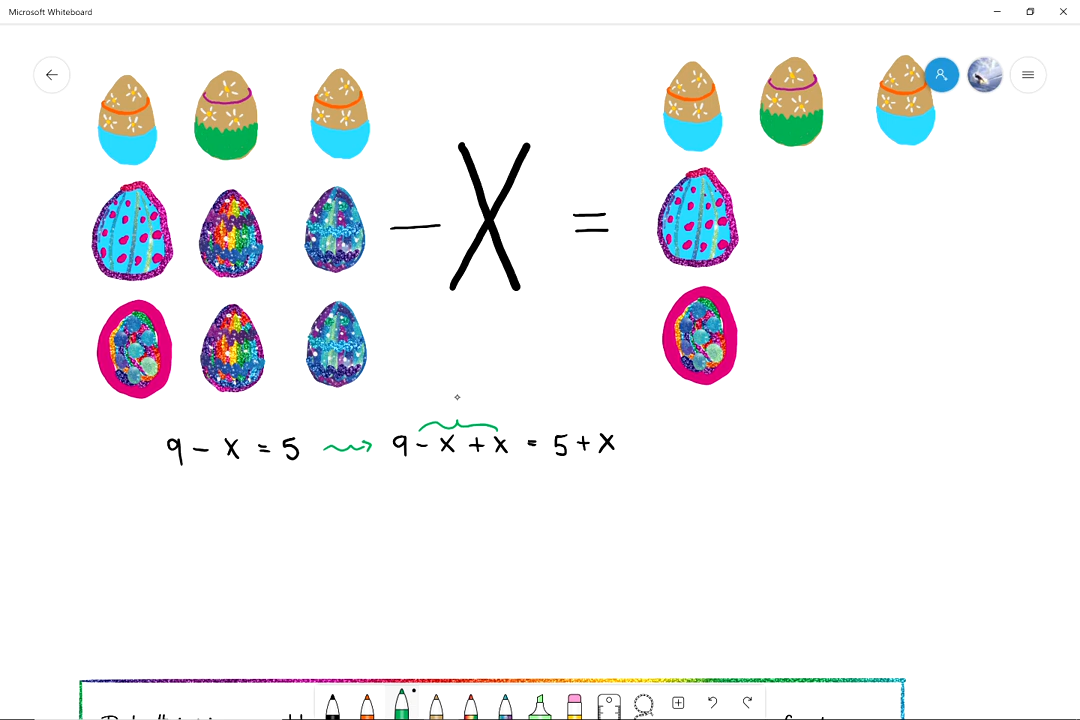 Microsoft Whiteboard
- X =
9 - x = 5 ⇝ 9 - x + x = 5 + x